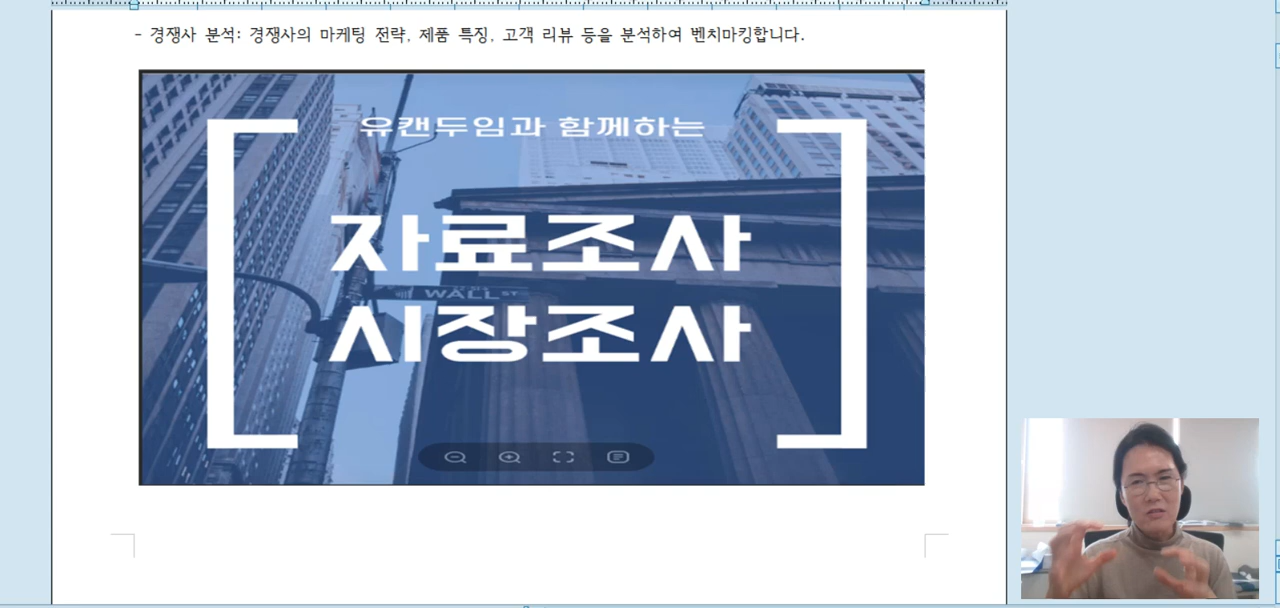 - 경쟁사 분석: 경쟁사의 마케팅 전략, 제품 특징, 고객 리뷰 등을 분석하여 벤치마킹합니다.
유캔두임과 함께하는
자료조사
WALL ST
시장조사